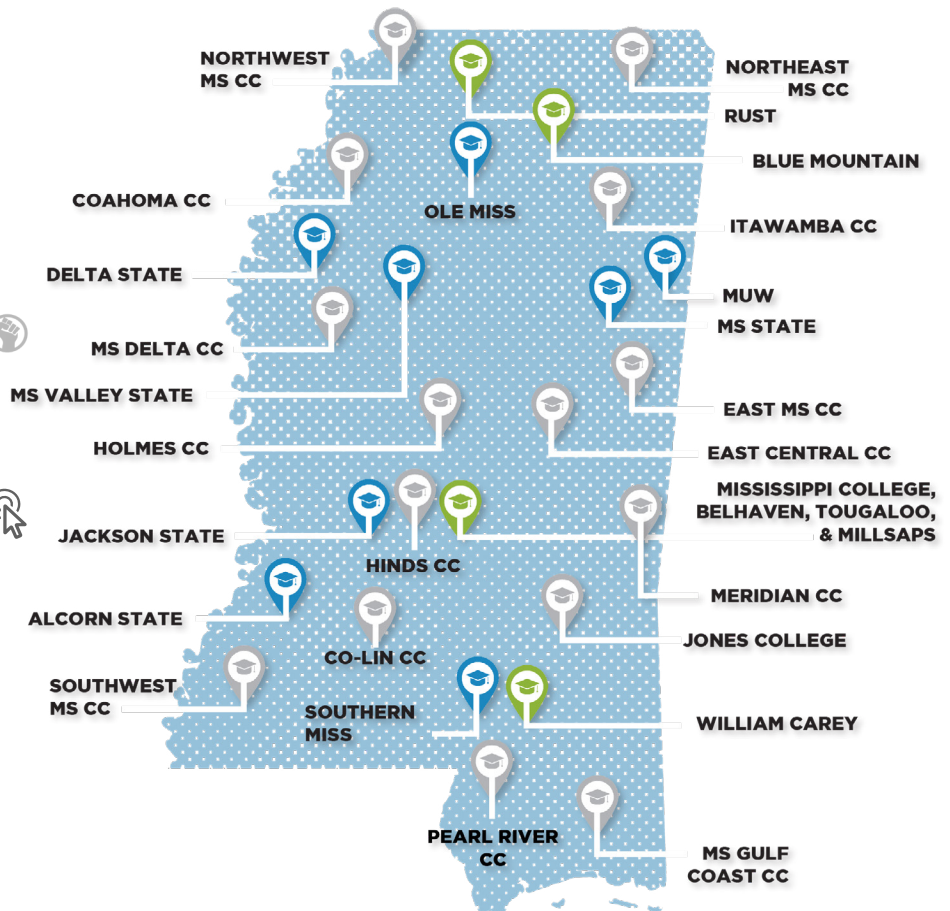 NORTHWEST
MS CC
NORTHEAST
MS CC
RUST
BLUE MOUNTAIN
COAHOMA CC
OLE MISS
ITAWAMBA CC
DELTA STATE
MUW
MS STATE
MS DELTA CC
MS VALLEY STATE
EAST MS CC
HOLMES CC
EAST CENTRAL CC
MISSISSIPPI COLLEGE,
BELHAVEN, TOUGALOO,
& MILLSAPS
JACKSON STATE
HINDS CC
MERIDIAN CC
ALCORN STATE
JONES COLLEGE
CO-LIN CC
SOUTHWEST
MS CC
SOUTHERN
MISS
WILLIAM CAREY
PEARL RIVER
CC
MS GULF
COAST CC